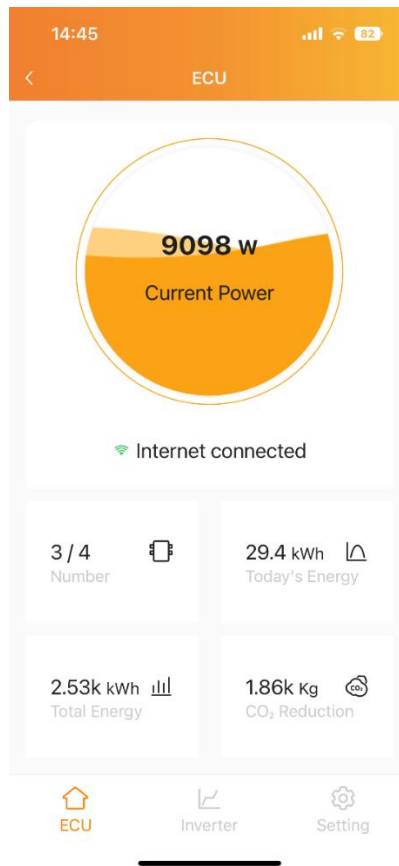 14:45
82
ECU
9098 W
Current Power
Internet connected
3 / 4
Number
29.4 kWh
Today's Energy
2.53k kWh
Total Energy
1.86k Kg
CO₂
CO₂ Reduction
ECU
Inverter
Setting